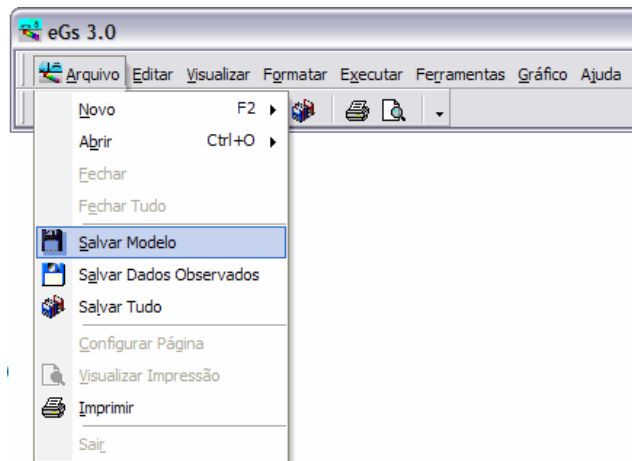 eGs 3.0
Arquivo Editar Visualizar Formatar Executar Ferramentas Gráfico Ajuda
Novo F2
Abrir Ctrl+O
Fechar
Fechar Tudo
Salvar Modelo
Salvar Dados Observados
Salvar Tudo
Configurar Página
Visualizar Impressão
Imprimir
Sair